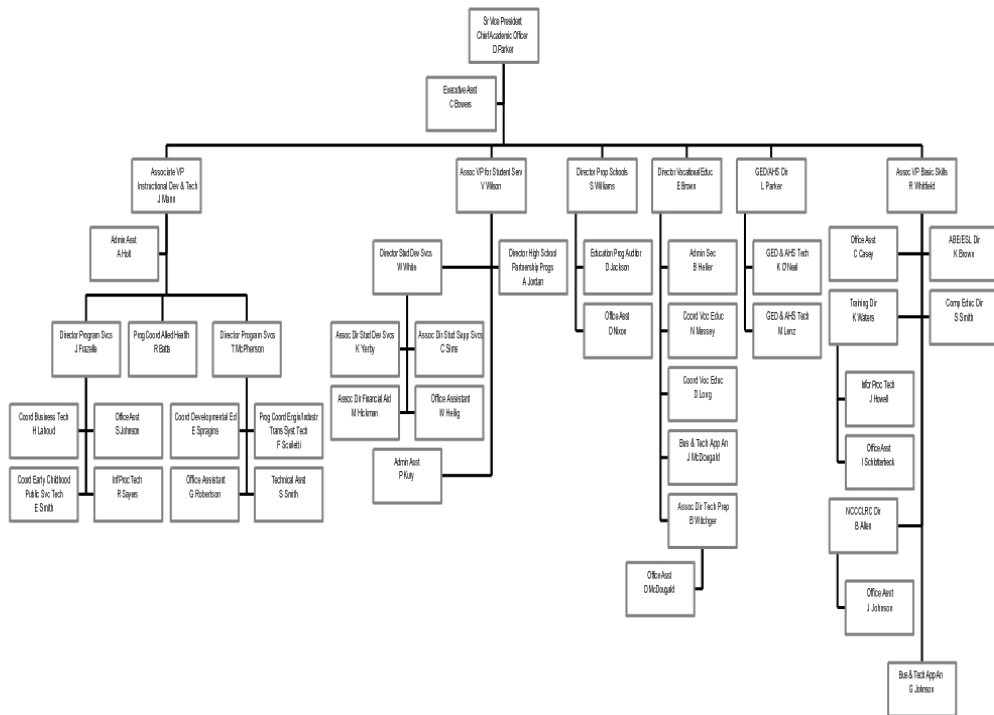 Sr Vice President
Chief Academic Officer
D Parker
Executive Asst
C Bowers
Associate VP
Instructional Dev & Tech
J Mann
Assoc VP for Student Serv
V Wilson
Director Prop Schools
S Williams
Director Vocational Educ
E Brown
GED/AHS Dir
L Parker
Assoc VP Basic Skills
R Whitfield
Admin Asst
A Holt
Director Stud Dev Svcs
W White
Director High School
Partnership Progs
A Jordan
Education Prog Auditor
D Jackson
Admin Sec
B Heller
GED & AHS Tech
K O'Neal
Office Asst
C Casey
ABE/ESL Dir
K Brown
Director Program Svcs
J Frazelle
Prog Coord Allied Health
R Batts
Director Program Svcs
T McPherson
Assoc Dir Stud Dev Svcs
K Yerby
Assoc Dir Stud Supp Svcs
C Sims
Office Asst
D Nixon
Coord Voc Educ
N Massey
GED & AHS Tech
M Lenz
Training Dir
K Waters
Comp Educ Dir
S Smith
Assoc Dir Financial Aid
M Hickman
Office Assistant
W Heilig
Coord Voc Educ
D Long
Infor Proc Tech
J Howell
Coord Business Tech
H Lahoud
Office Asst
S Johnson
Coord Developmental Ed
E Spragins
Prog Coord Engin/Industr
Trans Syst Tech
Admin Asst
P Kuty
Bus & Tech App An
J McDougald
Office Asst
Coord Early Childhood
Public Svc Tech
E Smith
Inf Proc Tech
R Sayers
Office Assistant
G Robertson
Technical Asst
S Smith
Assoc Dir Tech Prep
B Witchger
NCCCLRC Dir
B Allen
Office Asst
D McDougald
Office Asst
J Johnson
Bus & Tech App An
G Johnson